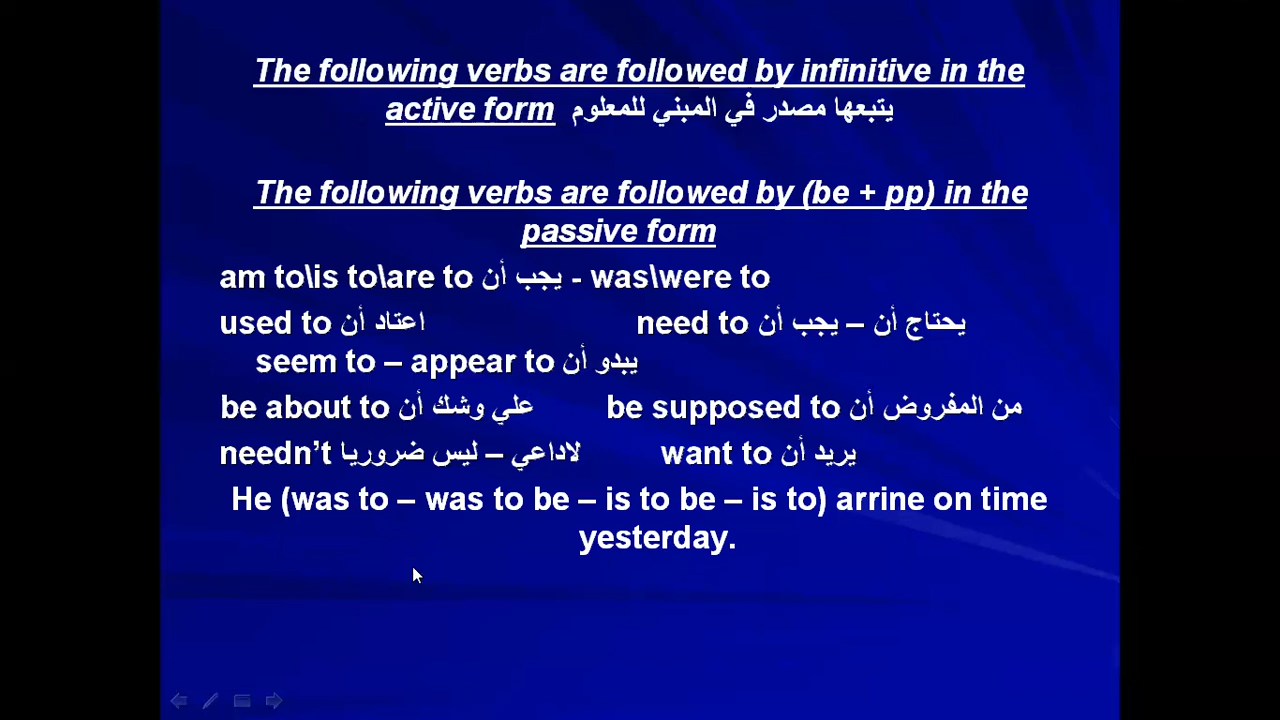 The following verbs are followed by infinitive in the
active form يتبعها مصدر في المبني للمعلوم
The following verbs are followed by (be + pp) in the
passive form
am to\is to\are to يجب أن - was\were to
used to اعتاد أن need to يحتاج أن – يجب أن
seem to – appear to يبدو أن
be about to علي وشك أن be supposed to من المفروض أن
needn’t لاداعي – ليس ضروريا want to يريد أن
He (was to – was to be – is to be – is to) arrine on time
yesterday.